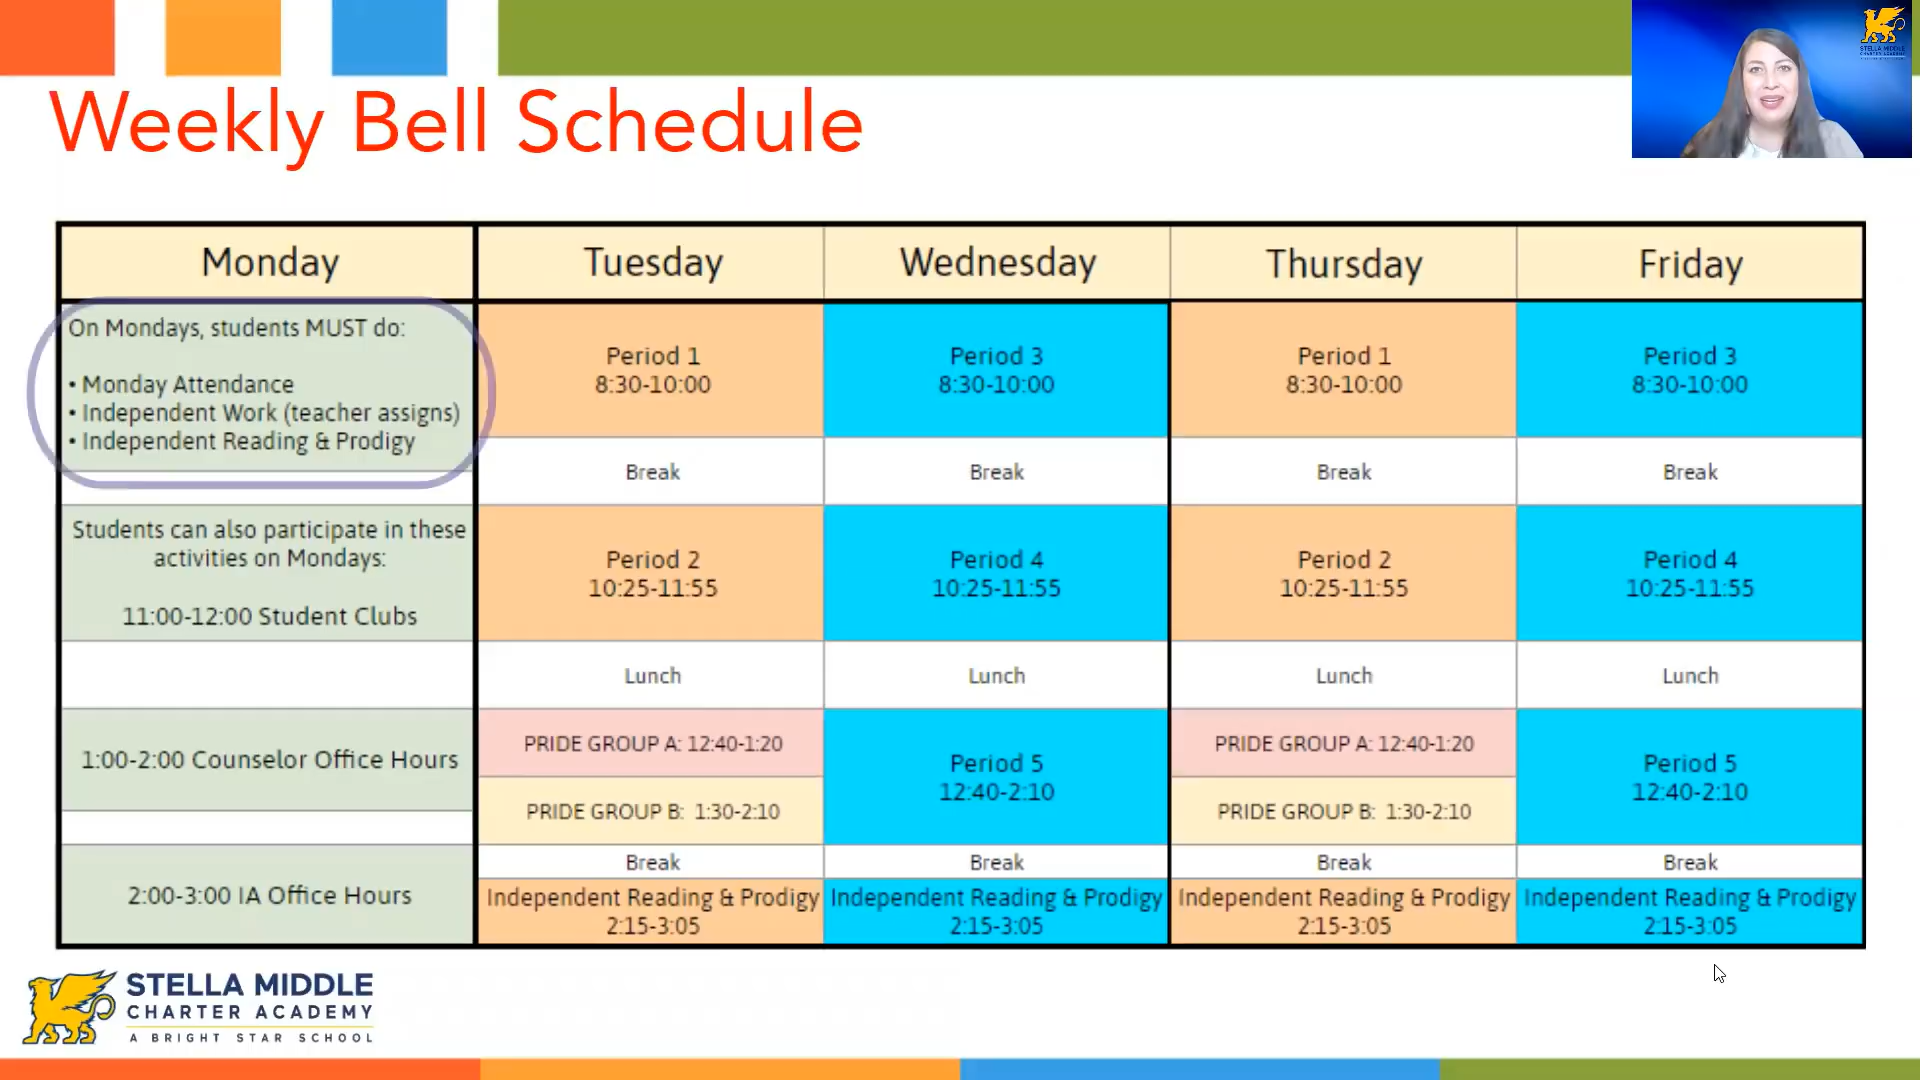 Weekly Bell Schedule
STELLA MIDDLE
Monday
Tuesday
Wednesday
Thursday
Friday
On Mondays, students MUST do:
• Monday Attendance
• Independent Work (teacher assigns)
• Independent Reading & Prodigy
Period 1
8:30-10:00
Period 3
8:30-10:00
Period 1
8:30-10:00
Period 3
8:30-10:00
Break
Break
Break
Break
Students can also participate in these
activities on Mondays:
11:00-12:00 Student Clubs
Period 2
10:25-11:55
Period 4
10:25-11:55
Period 2
10:25-11:55
Period 4
10:25-11:55
Lunch
Lunch
Lunch
Lunch
1:00-2:00 Counselor Office Hours
PRIDE GROUP A: 12:40-1:20
PRIDE GROUP B: 1:30-2:10
Period 5
12:40-2:10
PRIDE GROUP A: 12:40-1:20
PRIDE GROUP B: 1:30-2:10
Period 5
12:40-2:10
Break
Break
Break
Break
2:00-3:00 IA Office Hours
Independent Reading & Prodigy
2:15-3:05
Independent Reading & Prodigy
2:15-3:05
Independent Reading & Prodigy
2:15-3:05
Independent Reading & Prodigy
2:15-3:05
STELLA MIDDLE
CHARTER ACADEMY
A BRIGHT STAR SCHOOL